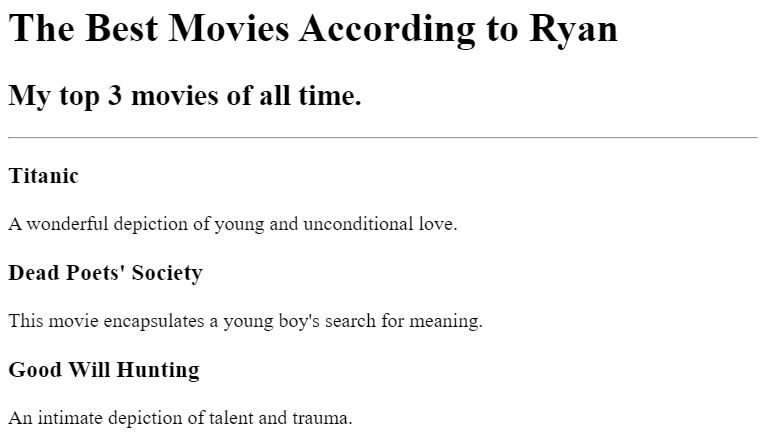 The Best Movies According to Ryan
My top 3 movies of all time.
Titanic
A wonderful depiction of young and unconditional love.
Dead Poets' Society
This movie encapsulates a young boy's search for meaning.
Good Will Hunting
An intimate depiction of talent and trauma.